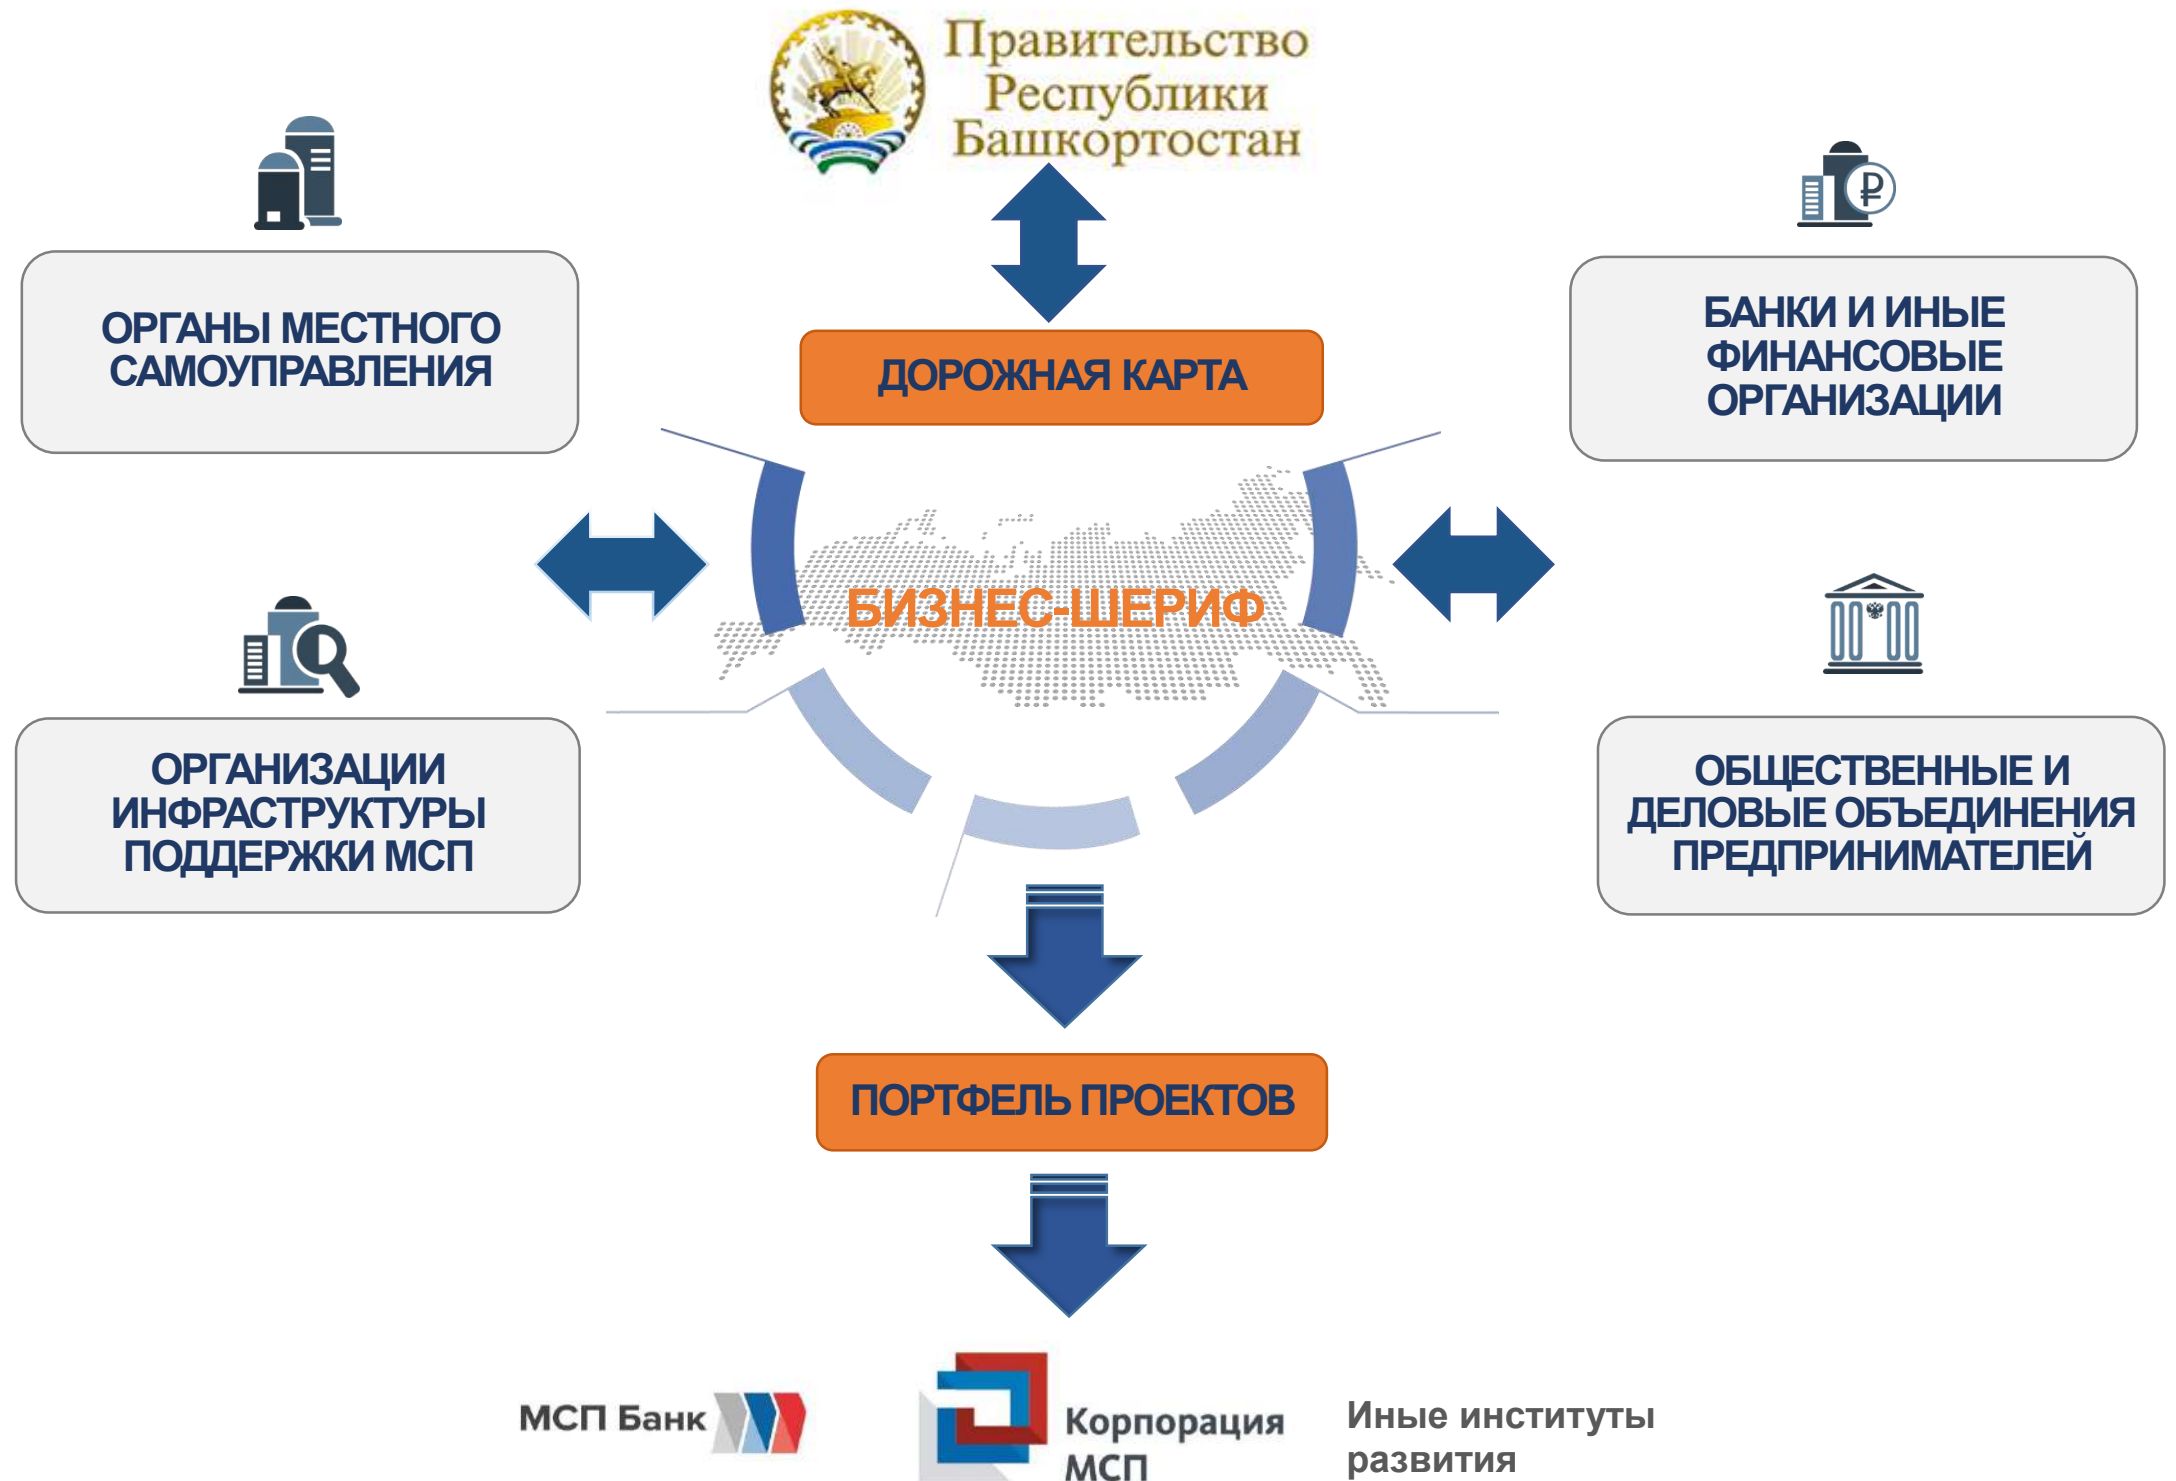 Правительство
Республики
Башкортостан
ОРГАНЫ МЕСТНОГО
САМОУПРАВЛЕНИЯ
ДОРОЖНАЯ КАРТА
БАНКИ И ИНЫЕ
ФИНАНСОВЫЕ
ОРГАНИЗАЦИИ
БИЗНЕС-ШЕРИФ
ОРГАНИЗАЦИИ
ИНФРАСТРУКТУРЫ
ПОДДЕРЖКИ МСП
ОБЩЕСТВЕННЫЕ И
ДЕЛОВЫЕ ОБЪЕДИНЕНИЯ
ПРЕДПРИНИМАТЕЛЕЙ
ПОРТФЕЛЬ ПРОЕКТОВ
МСП Банк
Корпорация
МСП
Иные институты
развития